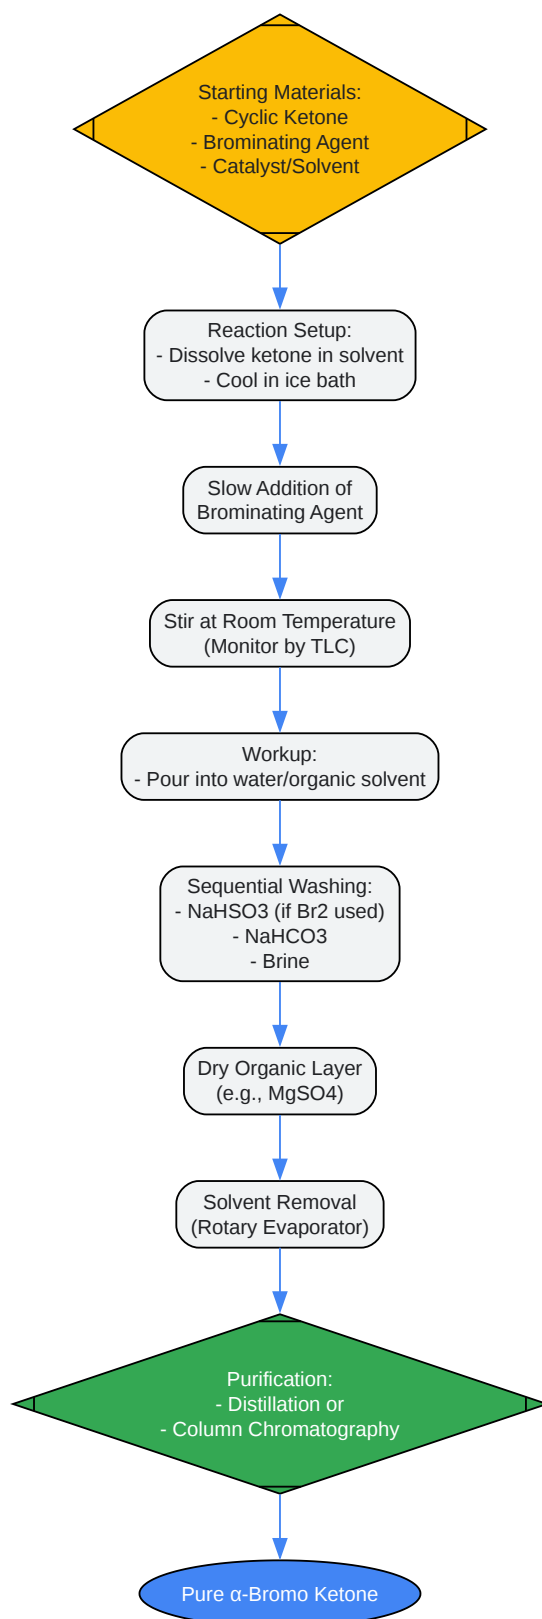 Starting Materials:
- Cyclic Ketone
- Brominating Agent
- Catalyst/Solvent
Reaction Setup:
- Dissolve ketone in solvent
- Cool in ice bath
Slow Addition of
Brominating Agent
Stir at Room Temperature
(Monitor by TLC)
Workup:
- Pour into water/organic solvent
Sequential Washing:
- NaHSO3 (if Br2 used)
- NaHCO3
- Brine
Dry Organic Layer
(e.g., MgSO4)
Solvent Removal
(Rotary Evaporator)
Purification:
- Distillation or
- Column Chromatography
Pure α-Bromo Ketone